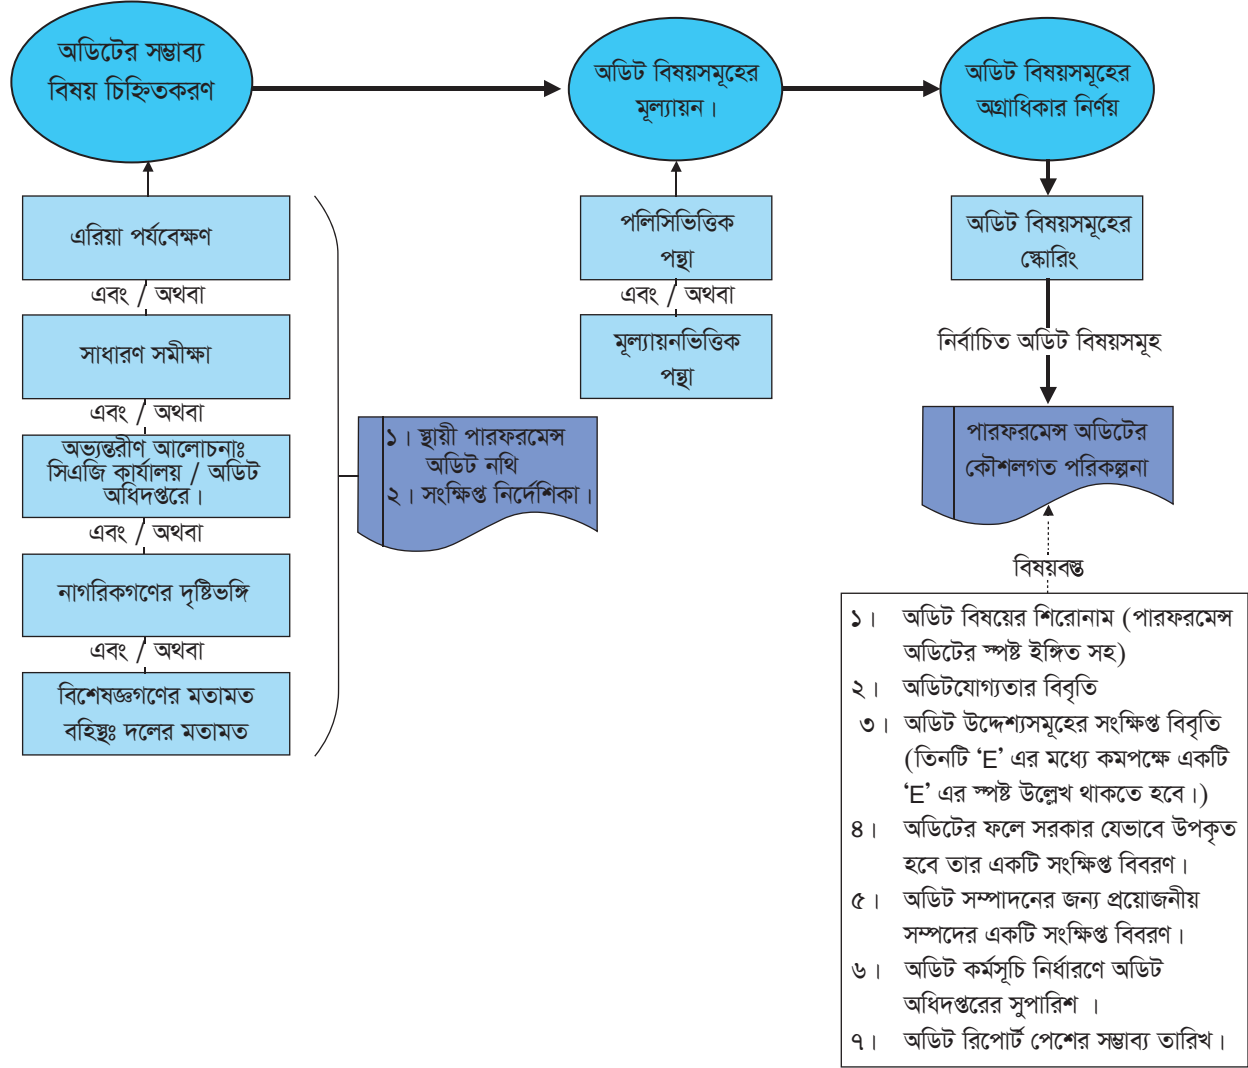 অডিটের সম্ভাব্য
বিষয় চিহ্নিতকরণ
অডিট বিষয়সমূহের
মূল্যায়ন।
অডিট বিষয়সমূহের
অগ্রাধিকার নির্ণয়
এরিয়া পর্যবেক্ষণ
এবং / অথবা
সাধারণ সমীক্ষা
এবং / অথবা
অভ্যন্তরীণ আলোচনাঃ
সিএজি কার্যালয় / অডিট
অধিদপ্তরে।
এবং / অথবা
নাগরিকগণের দৃষ্টিভঙ্গি
এবং / অথবা
বিশেষজ্ঞগণের মতামত
বহিস্থঃ দলের মতামত
১। স্থায়ী পারফরমেন্স
অডিট নথি
২। সংক্ষিপ্ত নির্দেশিকা।
পলিসিভিত্তিক
পন্থা
এবং / অথবা
মূল্যায়নভিত্তিক
পন্থা
অডিট বিষয়সমূহের
স্কোরিং
নির্বাচিত অডিট বিষয়সমূহ
পারফরমেন্স অডিটের
কৌশলগত পরিকল্পনা
বিষয়বস্তু
১। অডিট বিষয়ের শিরোনাম (পারফরমেন্স
অডিটের স্পষ্ট ইঙ্গিত সহ)
২। অডিটযোগ্যতার বিবৃতি
৩। অডিট উদ্দেশ্যসমূহের সংক্ষিপ্ত বিবৃতি
(তিনটি ‘E’ এর মধ্যে কমপক্ষে একটি
‘E’ এর স্পষ্ট উল্লেখ থাকতে হবে।)
৪। অডিটের ফলে সরকার যেভাবে উপকৃত
হবে তার একটি সংক্ষিপ্ত বিবরণ।
৫। অডিট সম্পাদনের জন্য প্রয়োজনীয়
সম্পদের একটি সংক্ষিপ্ত বিবরণ।
৬। অডিট কর্মসূচি নির্ধারণে অডিট
অধিদপ্তরের সুপারিশ ।
৭। অডিট রিপোর্ট পেশের সম্ভাব্য তারিখ।